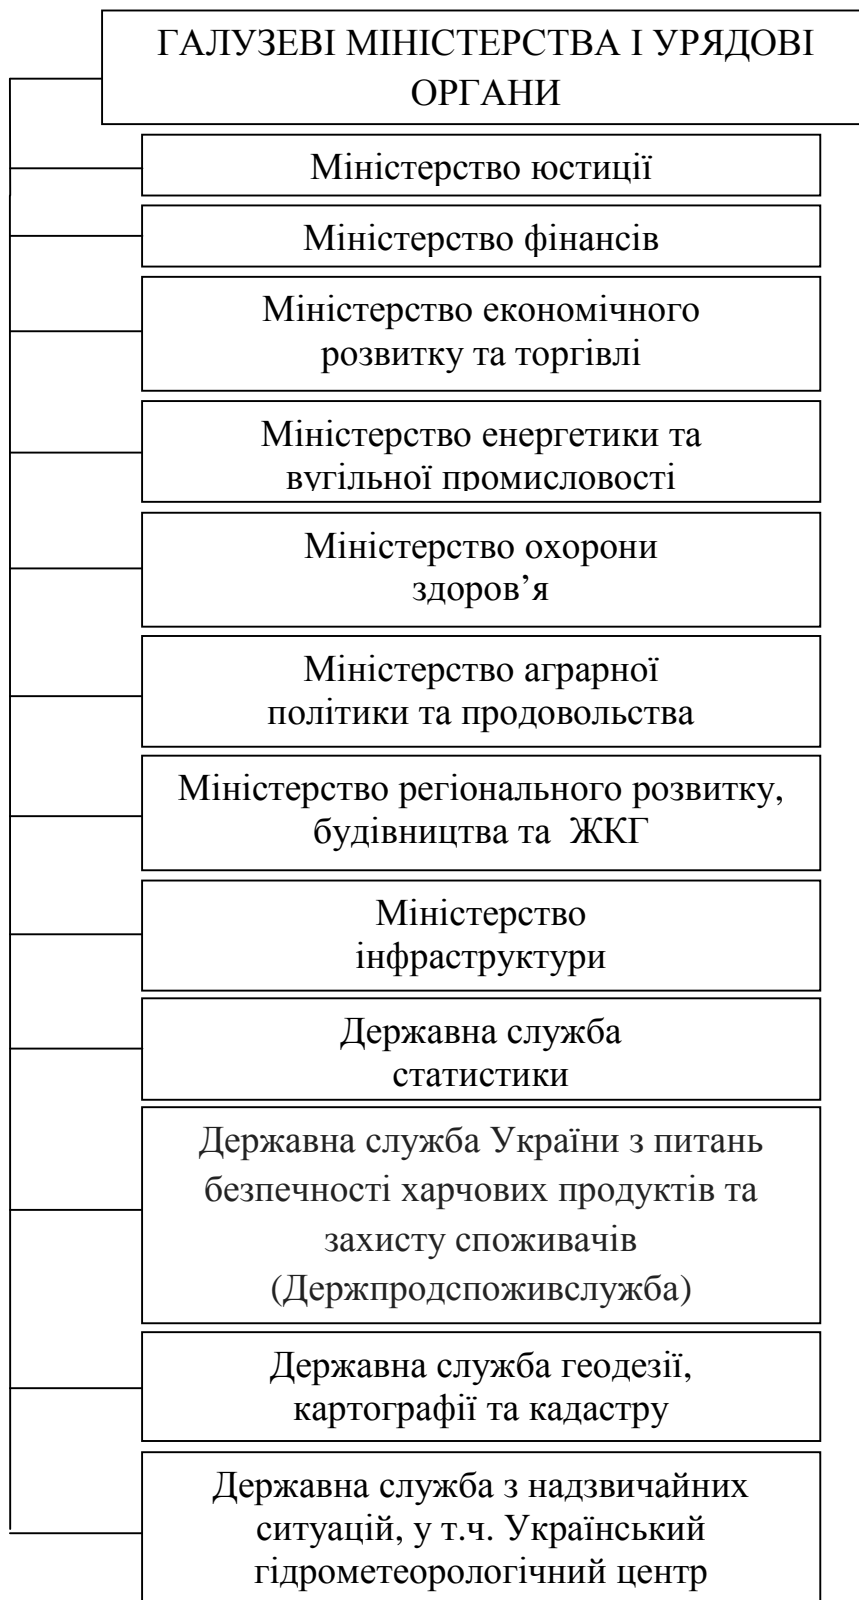 ГАЛУЗЕВІ МІНІСТЕРСТВА І УРЯДОВІ
ОРГАНИ
Міністерство юстиції
Міністерство фінансів
Міністерство економічного
розвитку та торгівлі
Міністерство енергетики та
вугільної промисловості
Міністерство охорони
здоров’я
Міністерство аграрної
політики та продовольства
Міністерство регіонального розвитку,
будівництва та ЖКГ
Міністерство
інфраструктури
Державна служба
статистики
Державна служба України з питань
безпечності харчових продуктів та
захисту споживачів
(Держпродспоживслужба)
Державна служба геодезії,
картографії та кадастру
Державна служба з надзвичайних
ситуацій, у т.ч. Український
гідрометеорологічний центр